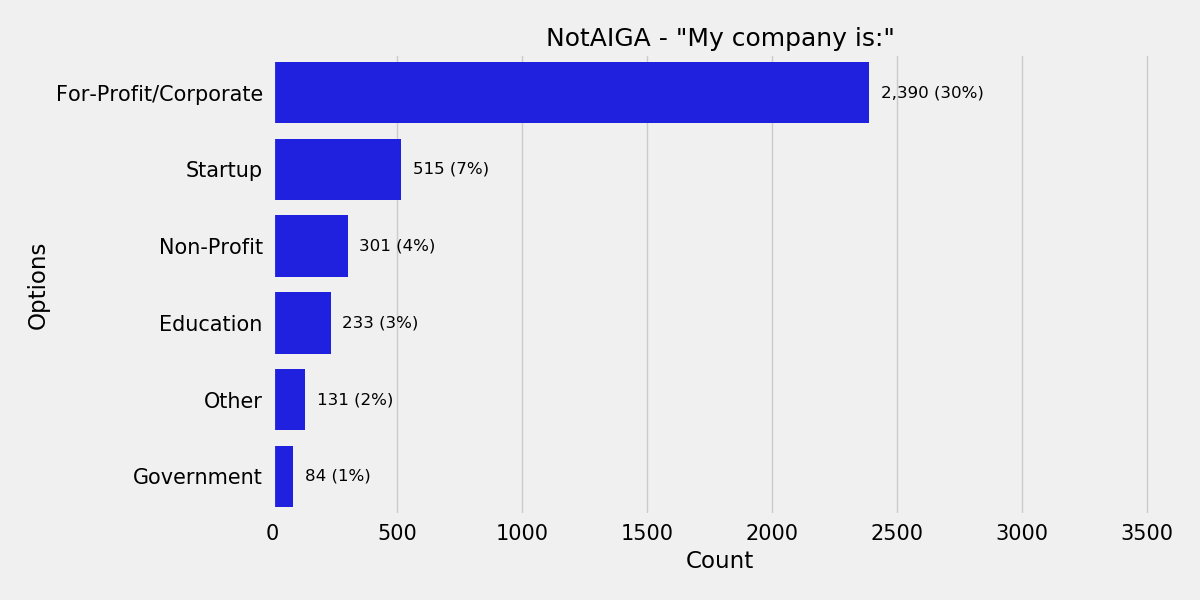 NotAIGA - "My company is:"
For-Profit/Corporate
2,390 (30%)
Startup
515 (7%)
Non-Profit
301 (4%)
Education
233 (3%)
Other
131 (2%)
Government
84 (1%)
Options
0 500 1000 1500 2000 2500 3000 3500
Count